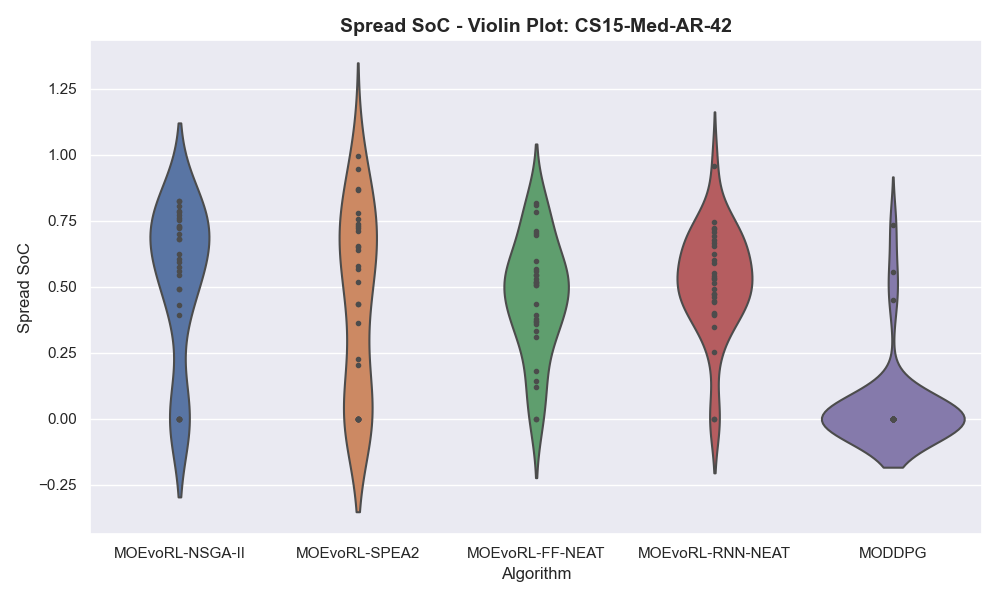 Spread SoC - Violin Plot: CS15-Med-AR-42
1.25
1.00
0.75
0.50
0.25
0.00
−0.25
Spread SoC
MOEvoRL-NSGA-II MOEvoRL-SPEA2 MOEvoRL-FF-NEAT MOEvoRL-RNN-NEAT MODDPG
Algorithm